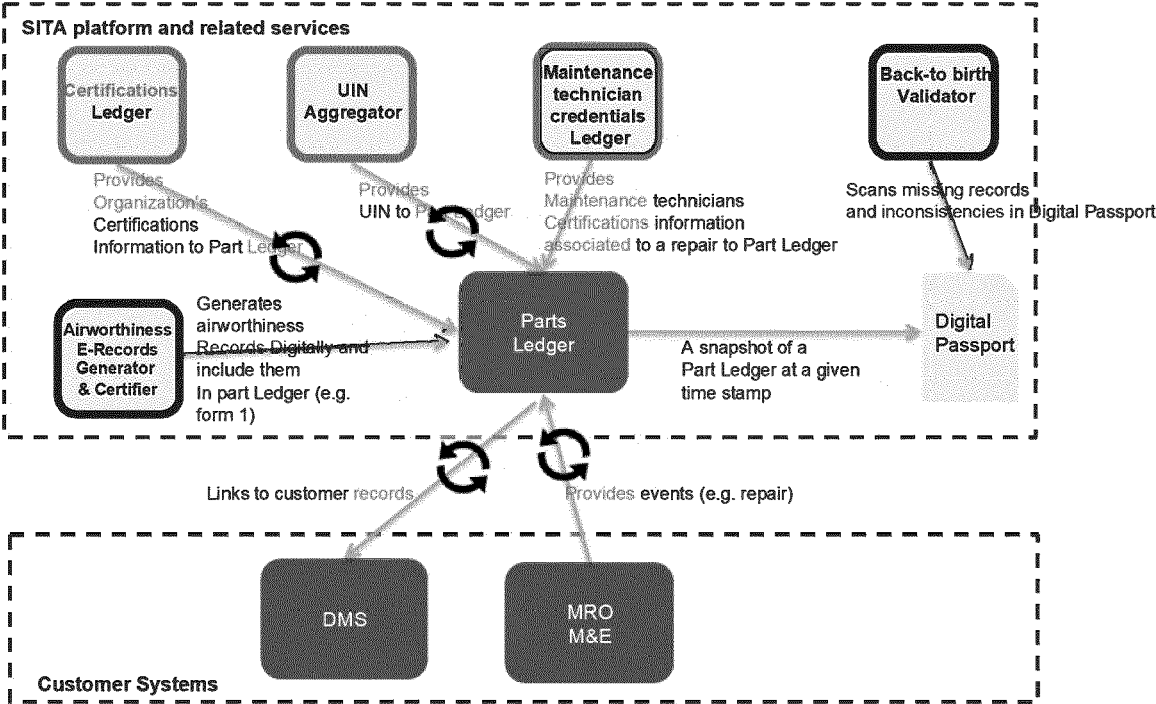 SITA platform and related services
Certifications
Ledger
UIN
Aggregator
Maintenance
technician
credentials
Ledger
Back-to birth
Validator
Provides
Organization's
Certifications
Information to Part Ledger
Provides
UIN to Part Ledger
Provides
Maintenance technicians
Certifications information
associated to a repair to Part Ledger
Scans missing records
and inconsistencies in Digital Passport
Airworthiness
E-Records
Generator
& Certifier
Generates
airworthiness
Records Digitally and
include them
In part Ledger (e.g.
form 1)
Parts
Ledger
A snapshot of a
Part Ledger at a given
time stamp
Digital
Passport
Links to customer records
Provides events (e.g. repair)
DMS
MRO
M&E
Customer Systems